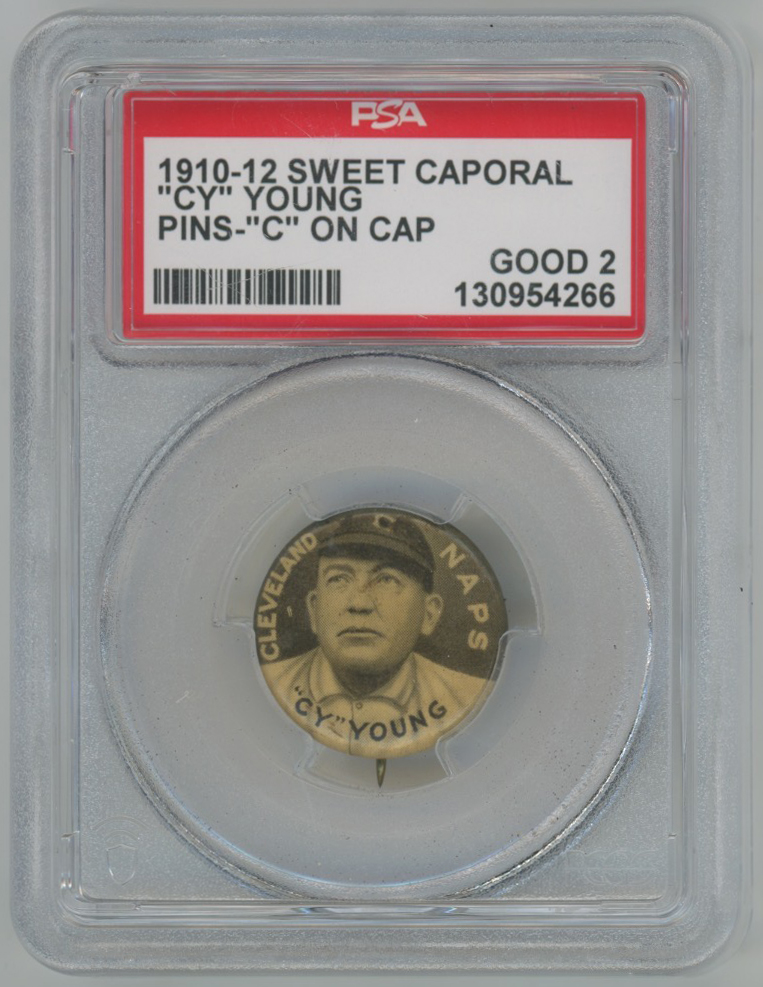 PSA
1910-12 SWEET CAPORAL
"CY" YOUNG
PINS-"C" ON CAP
GOOD 2
130954266
C
CLEVELAND
NAPS
"CY" YOUNG